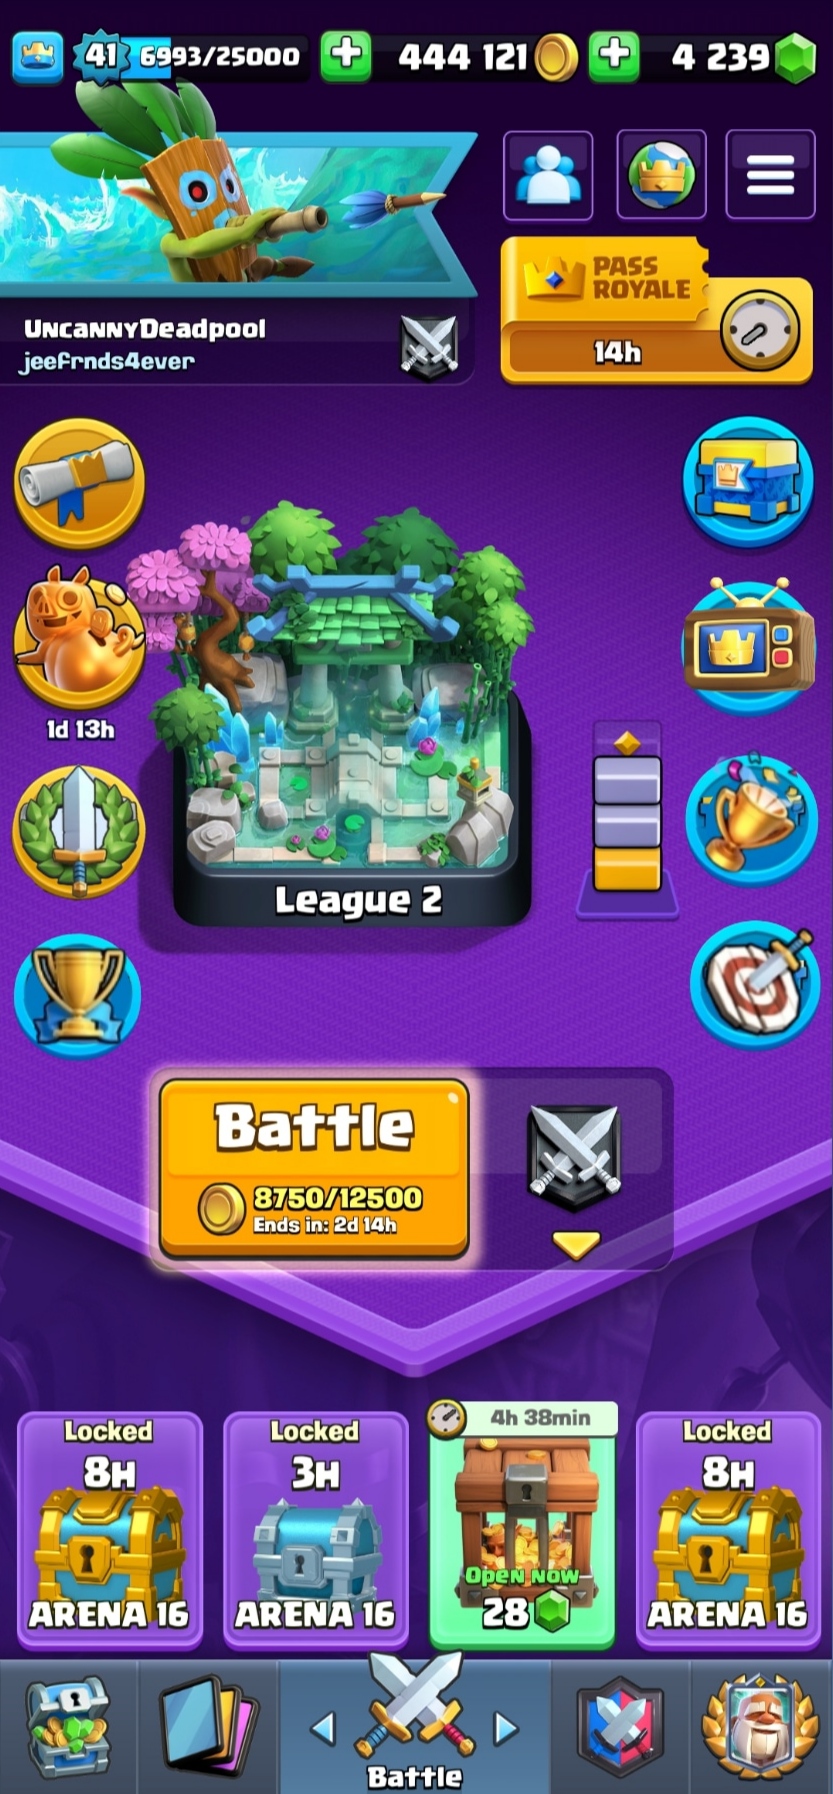 41 6993/25000
444 121
4 239
PASS
ROYALE
14h
UncannyDeadpool
jeefrnds4ever
1d 13h
League 2
Battle
8750/12500
Ends in: 2d 14h
Locked
8H
ARENA 16
Locked
3H
ARENA 16
4h 38min
Open now
28
Locked
8H
ARENA 16
Battle